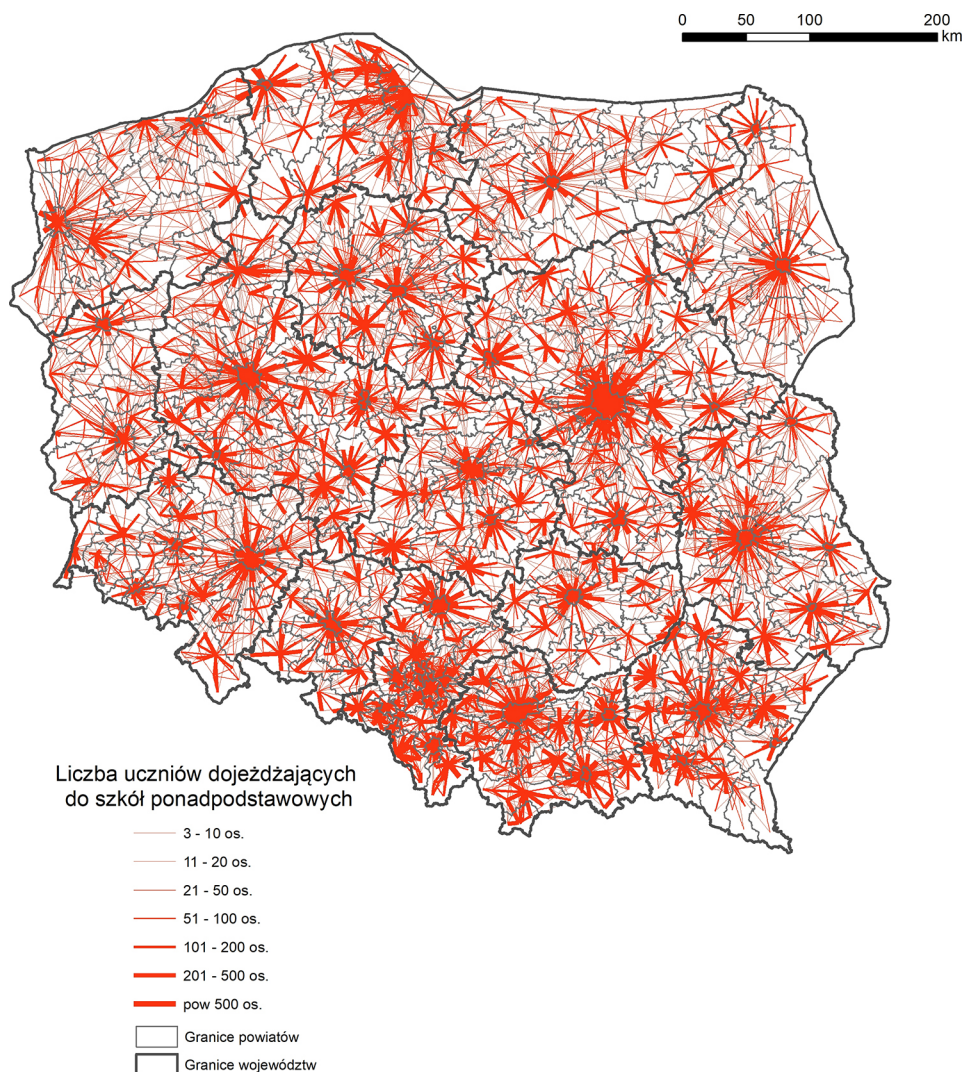 0 50 100 200
km
Liczba uczniów dojeżdżających
do szkół ponadpodstawowych
3 - 10 os.
11 - 20 os.
21 - 50 os.
51 - 100 os.
101 - 200 os.
201 - 500 os.
pow 500 os.
Granice powiatów
Granice województw